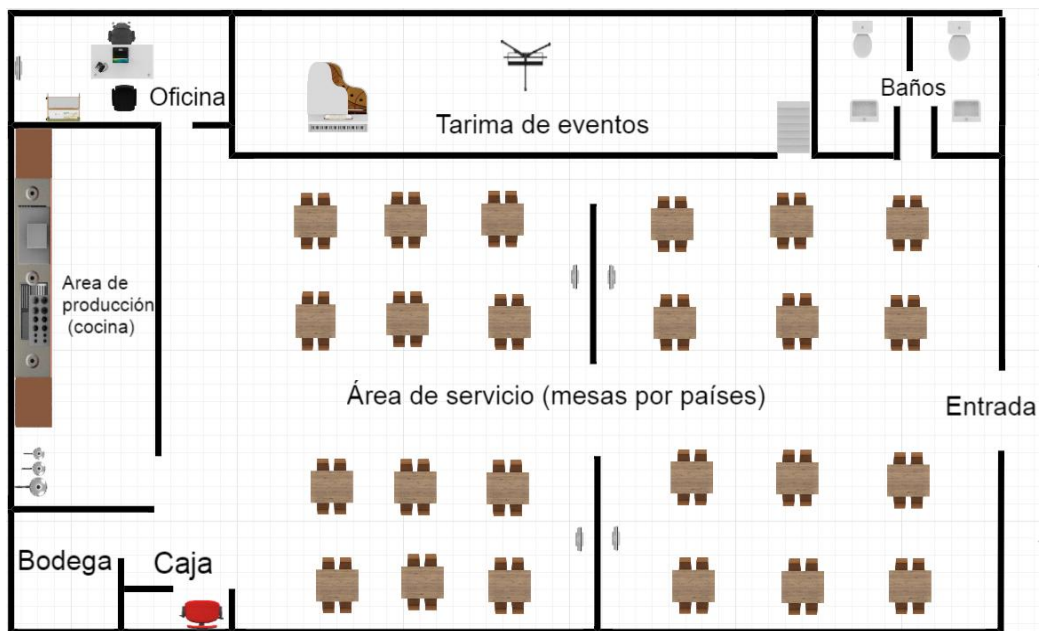 Oficina
Tarima de eventos
Baños
Area de
producción
(cocina)
Área de servicio (mesas por países)
Entrada
Bodega
Caja